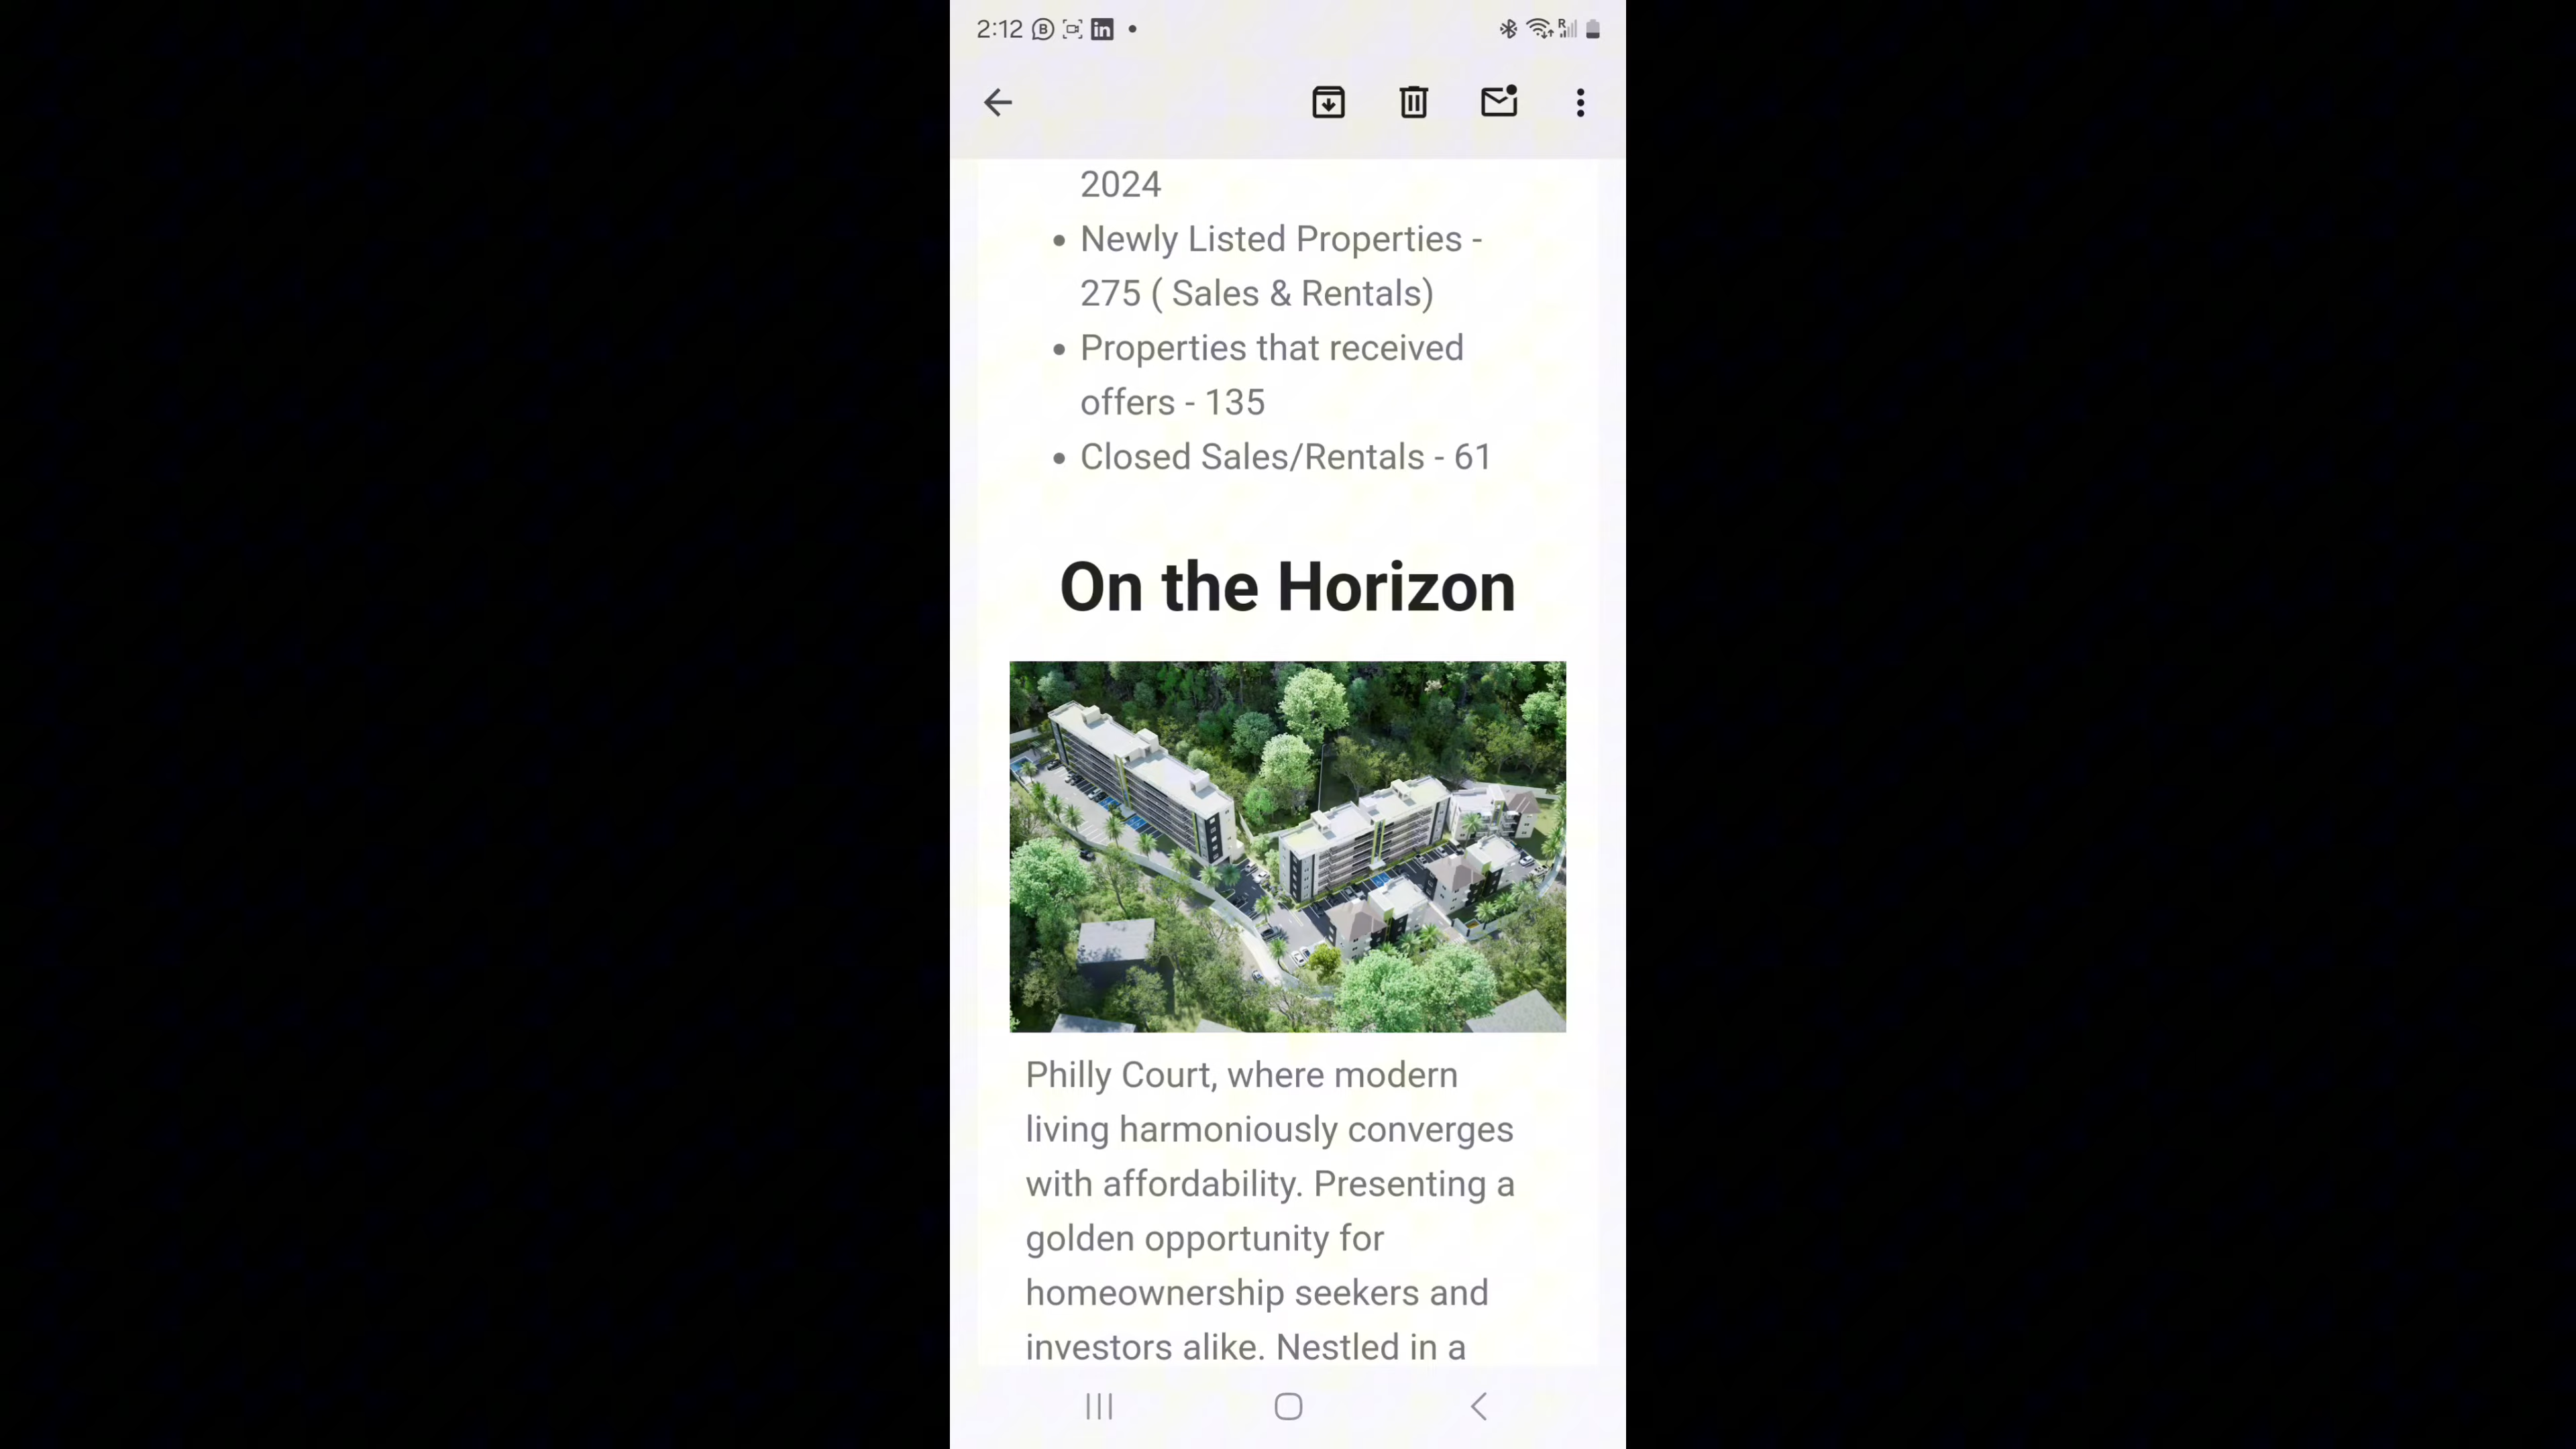 2:12
2024
• Newly Listed Properties -
275 ( Sales & Rentals)
• Properties that received
offers - 135
• Closed Sales/Rentals - 61
On the Horizon
Philly Court, where modern
living harmoniously converges
with affordability. Presenting a
golden opportunity for
homeownership seekers and
investors alike. Nestled in a